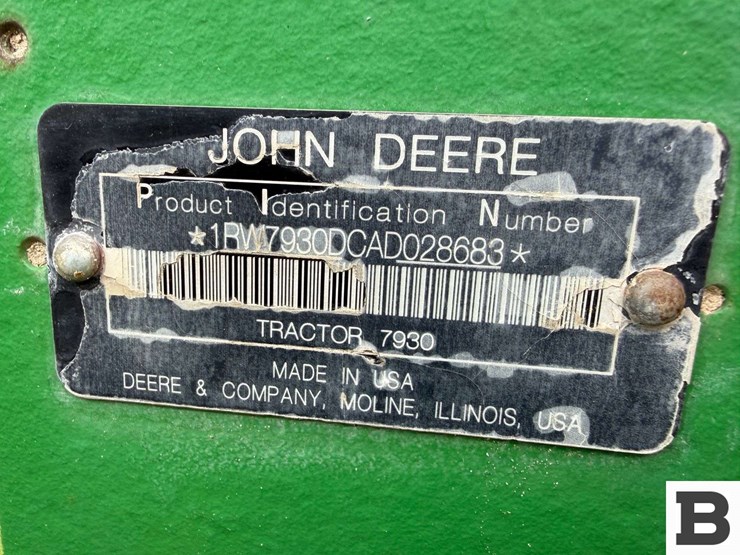 JOHN DEERE
Product Identification Number
*1RW7930DCAD028683*
TRACTOR 7930
MADE IN USA
DEERE & COMPANY, MOLINE, ILLINOIS, USA
B